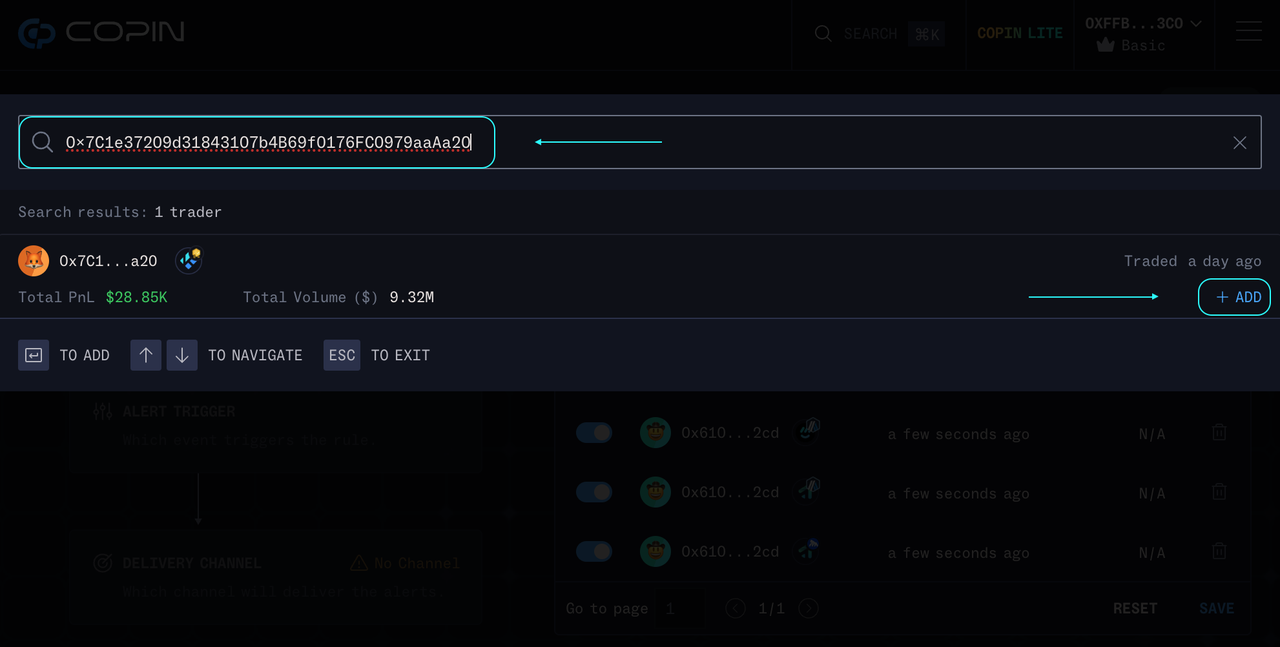 COPIN
SEARCH ⌘K
COPIN LITE
0XFFB...3C0
Basic
0x7C1e37209d31843107b4B69f0176FC0979aaAa20
Search results: 1 trader
0x7C1...a20
Traded a day ago
Total PnL $28.85K Total Volume ($) 9.32M
+ ADD
TO ADD ↑ ↓ TO NAVIGATE ESC TO EXIT
ALERT TRIGGER
Which event triggers the rule
0x610...2cd a few seconds ago N/A
0x610...2cd a few seconds ago N/A
0x610...2cd a few seconds ago N/A
DELIVERY CHANNEL No Channel
Which channel will deliver the alerts.
Go to page 1 1/1 RESET SAVE